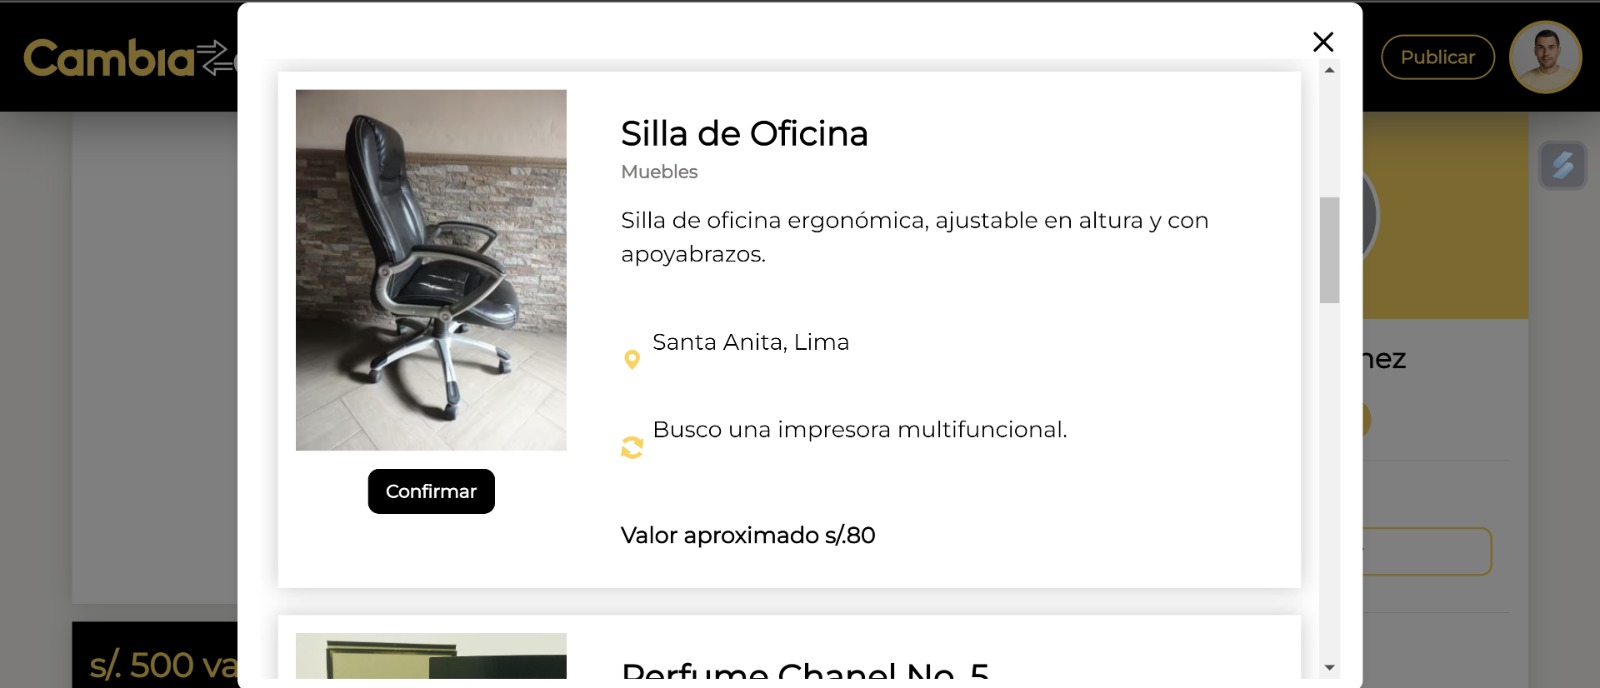 Cambia
Publicar
Silla de Oficina
Muebles
Silla de oficina ergonómica, ajustable en altura y con
apoyabrazos.
Santa Anita, Lima
Busco una impresora multifuncional.
Confirmar
Valor aproximado s/.80
nez
s/. 500 va
Perfume Chanel No. 5